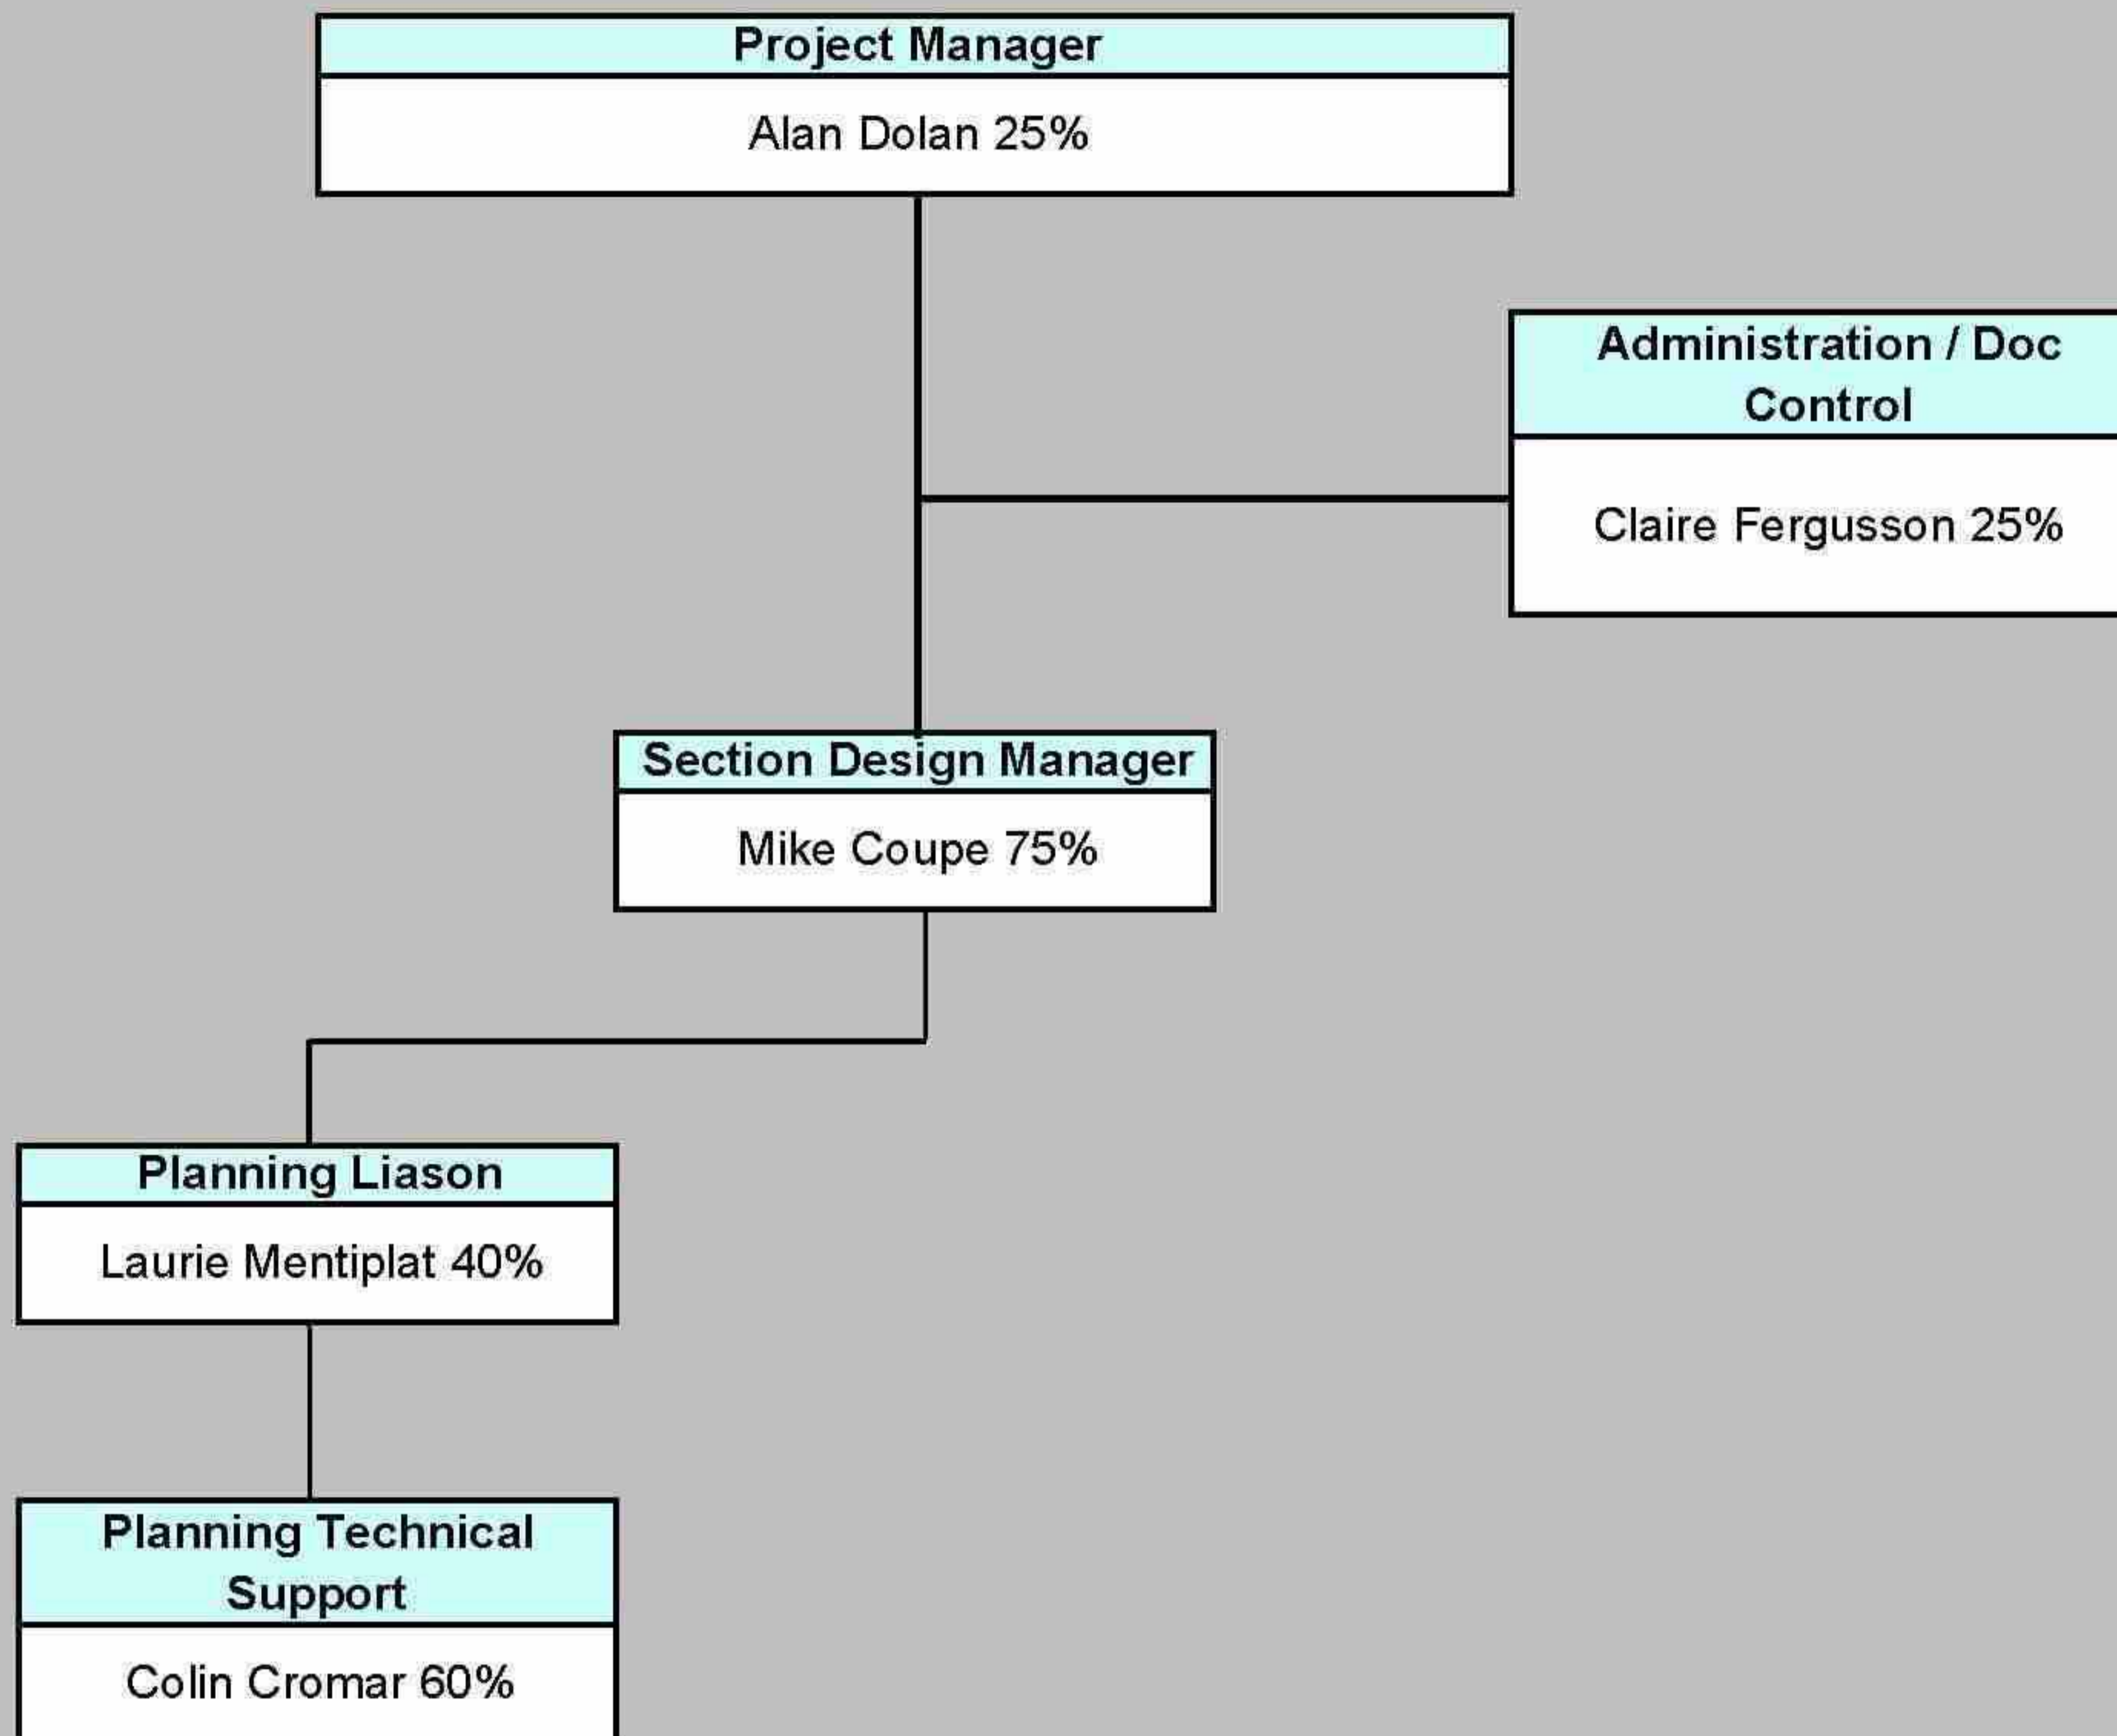 Project Manager
Alan Dolan 25%
Administration / Doc
Control
Claire Fergusson 25%
Section Design Manager
Mike Coupe 75%
Planning Liason
Laurie Mentiplat 40%
Planning Technical
Support
Colin Cromar 60%